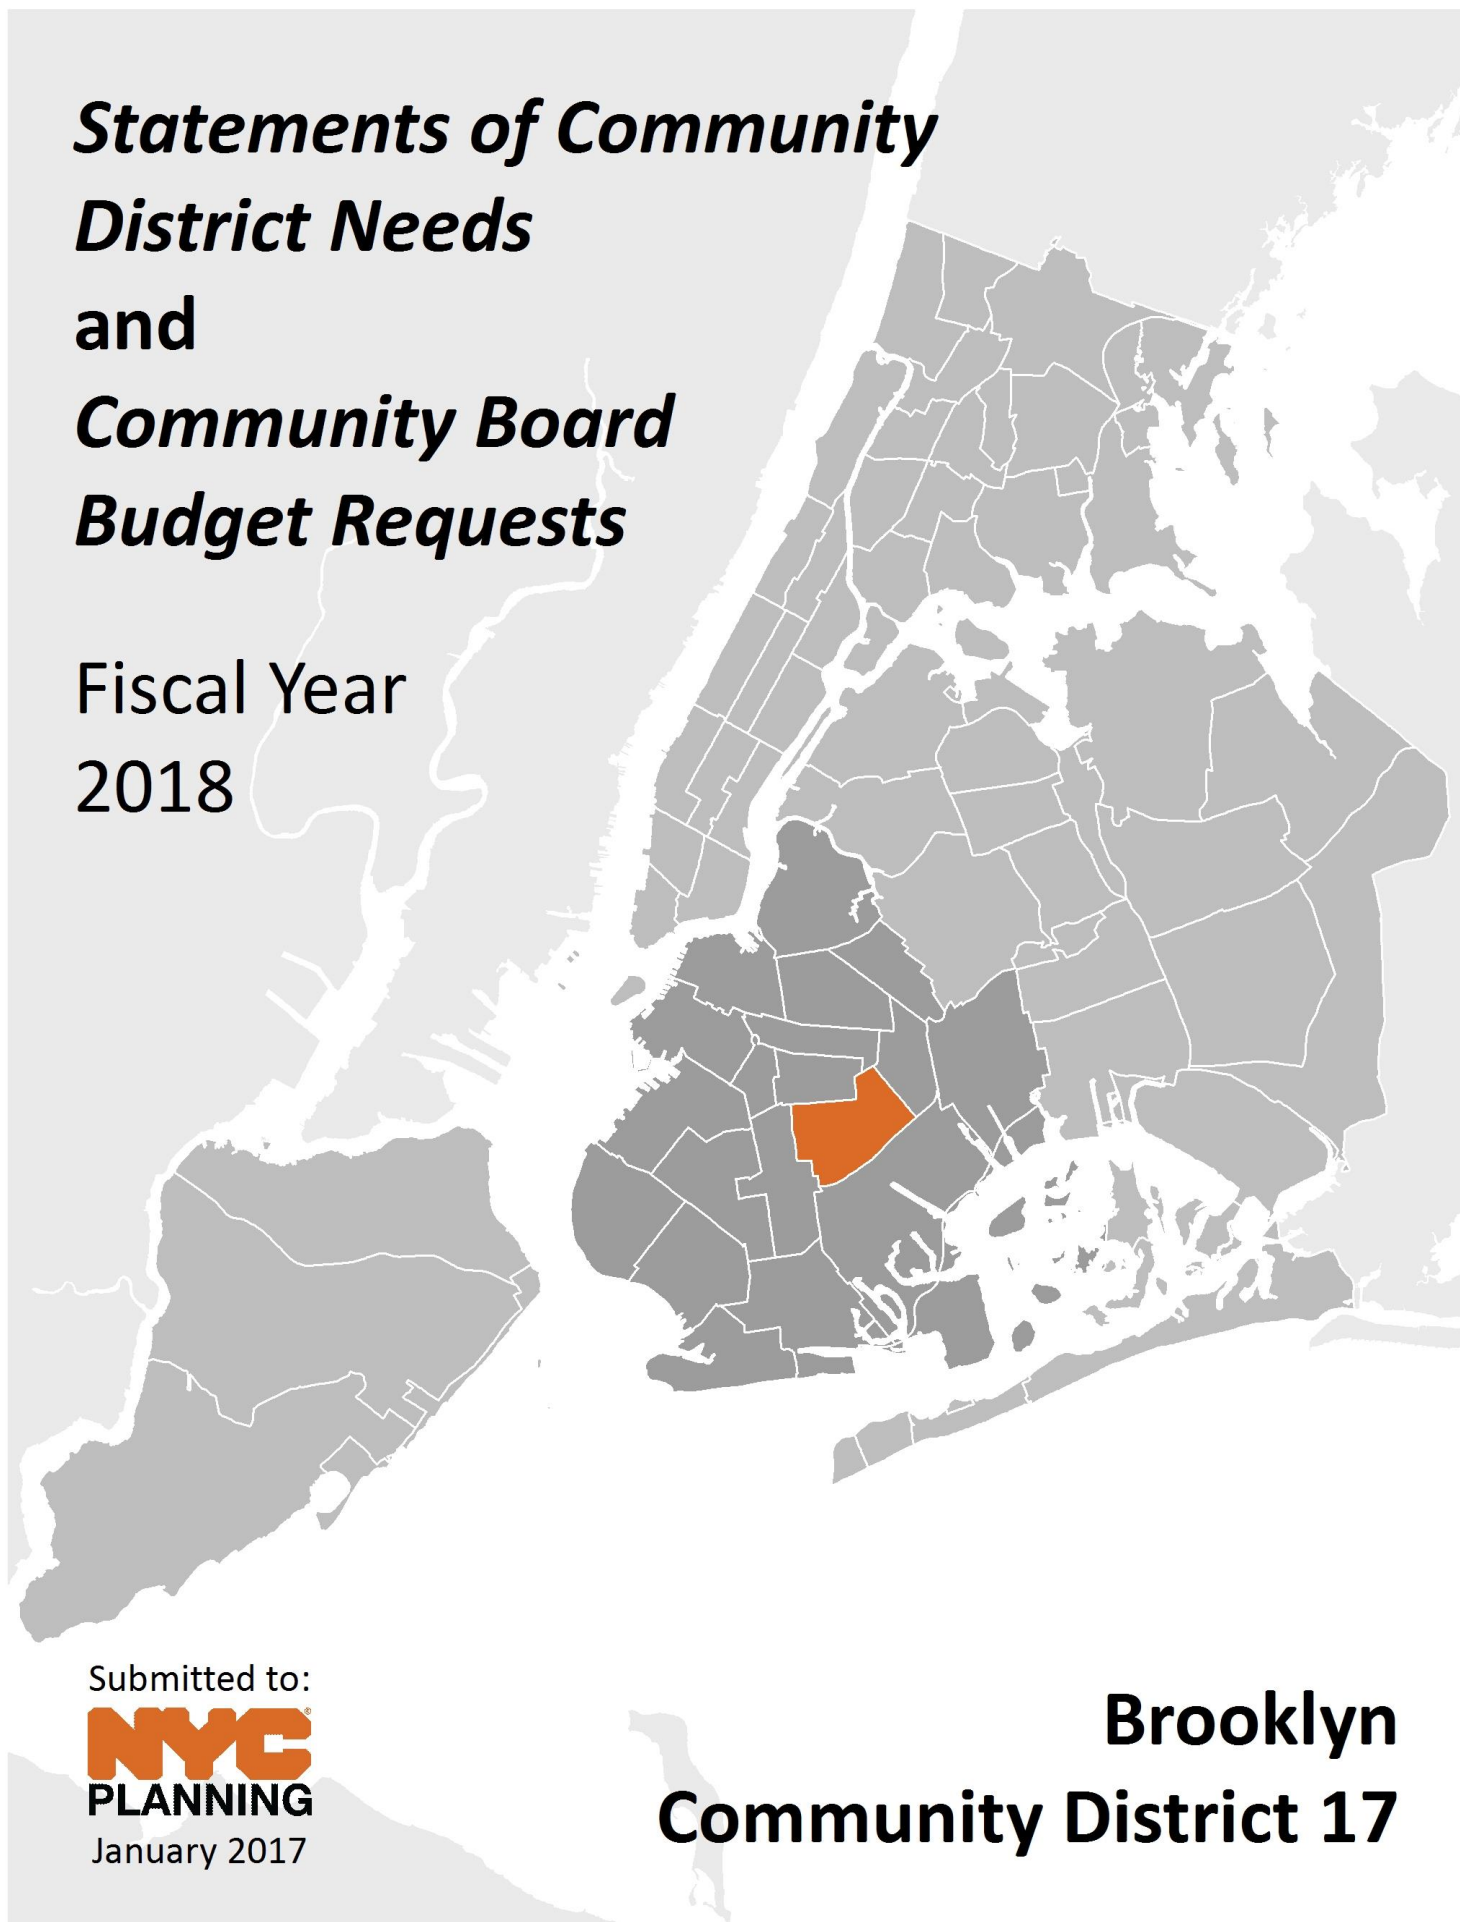 Statements of Community
District Needs
and
Community Board
Budget Requests
Fiscal Year
2018
Submitted to:
NYC®
PLANNING
January 2017
Brooklyn
Community District 17